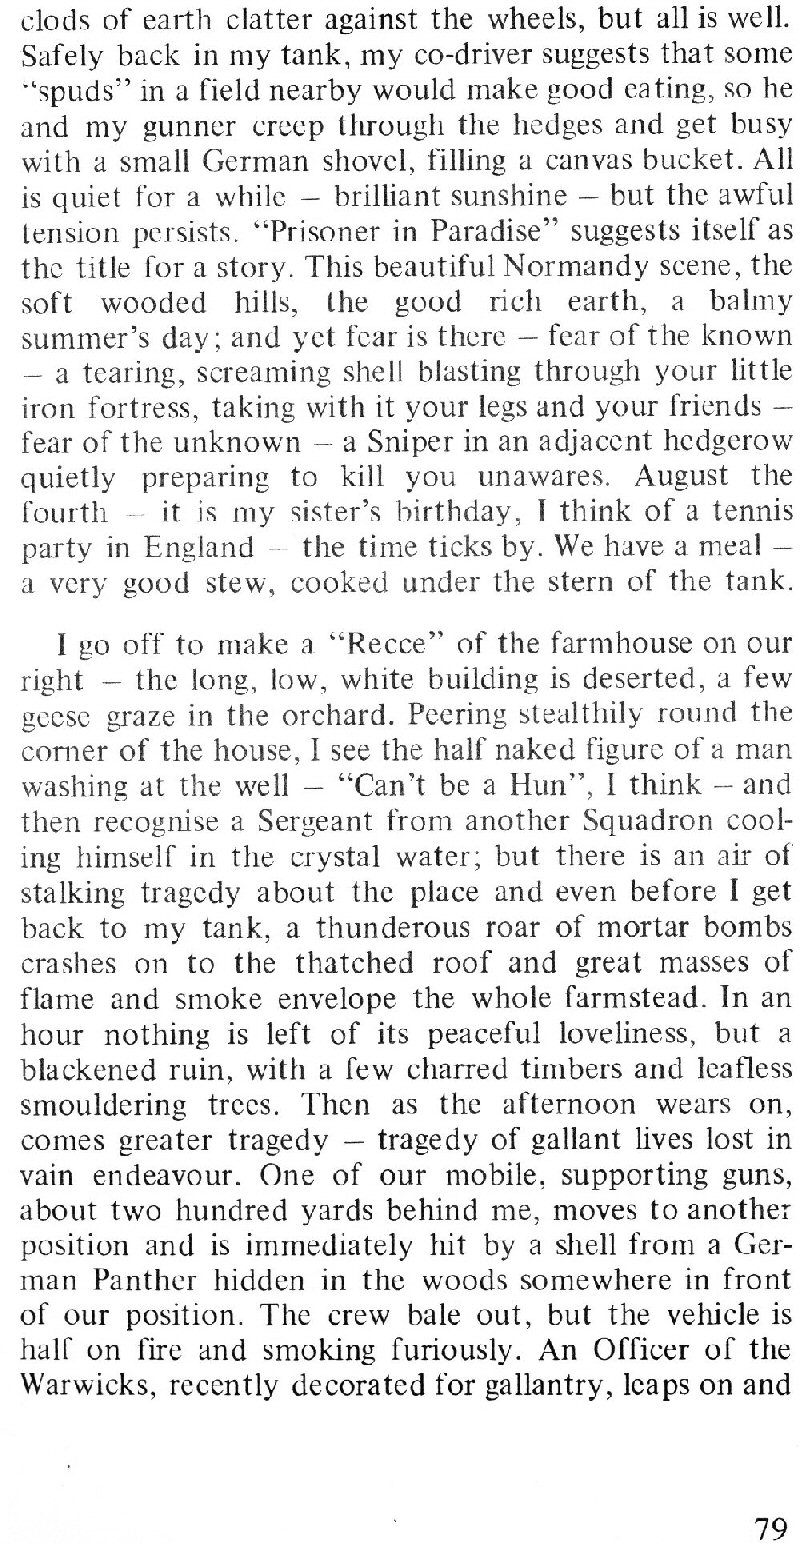 clods of earth clatter against the wheels, but all is well.
Safely back in my tank, my co-driver suggests that some
"spuds" in a field nearby would make good eating, so he
and my gunner creep through the hedges and get busy
with a small German shovel, filling a canvas bucket. All
is quiet for a while – brilliant sunshine – but the awful
tension persists. "Prisoner in Paradise" suggests itself as
the title for a story. This beautiful Normandy scene, the
soft wooded hills, the good rich earth, a balmy
summer's day; and yet fear is there – fear of the known
– a tearing, screaming shell blasting through your little
iron fortress, taking with it your legs and your friends –
fear of the unknown – a Sniper in an adjacent hedgerow
quietly preparing to kill you unawares. August the
fourth – it is my sister's birthday, I think of a tennis
party in England – the time ticks by. We have a meal –
a very good stew, cooked under the stern of the tank.
I go off to make a "Recce" of the farmhouse on our
right – the long, low, white building is deserted, a few
geese graze in the orchard. Peering stealthily round the
corner of the house, I see the half naked figure of a man
washing at the well – "Can't be a Hun", I think – and
then recognise a Sergeant from another Squadron cool-
ing himself in the crystal water; but there is an air of
stalking tragedy about the place and even before I get
back to my tank, a thunderous roar of mortar bombs
crashes on to the thatched roof and great masses of
flame and smoke envelope the whole farmstead. In an
hour nothing is left of its peaceful loveliness, but a
blackened ruin, with a few charred timbers and leafless
smouldering trees. Then as the afternoon wears on,
comes greater tragedy – tragedy of gallant lives lost in
vain endeavour. One of our mobile, supporting guns,
about two hundred yards behind me, moves to another
position and is immediately hit by a shell from a Ger-
man Panther hidden in the woods somewhere in front
of our position. The crew bale out, but the vehicle is
half on fire and smoking furiously. An Officer of the
Warwicks, recently decorated for gallantry, leaps on and
79